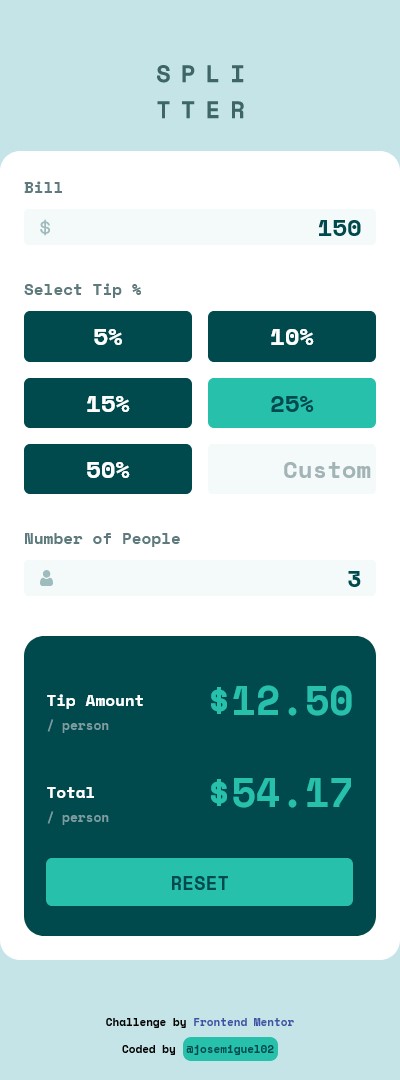 SPLI
TTER
Bill
$ 150
Select Tip %
5% 10%
15% 25%
50% Custom
Number of People
3
Tip Amount $12.50
/ person
Total $54.17
/ person
RESET
Challenge by Frontend Mentor
Coded by @josemiguel02